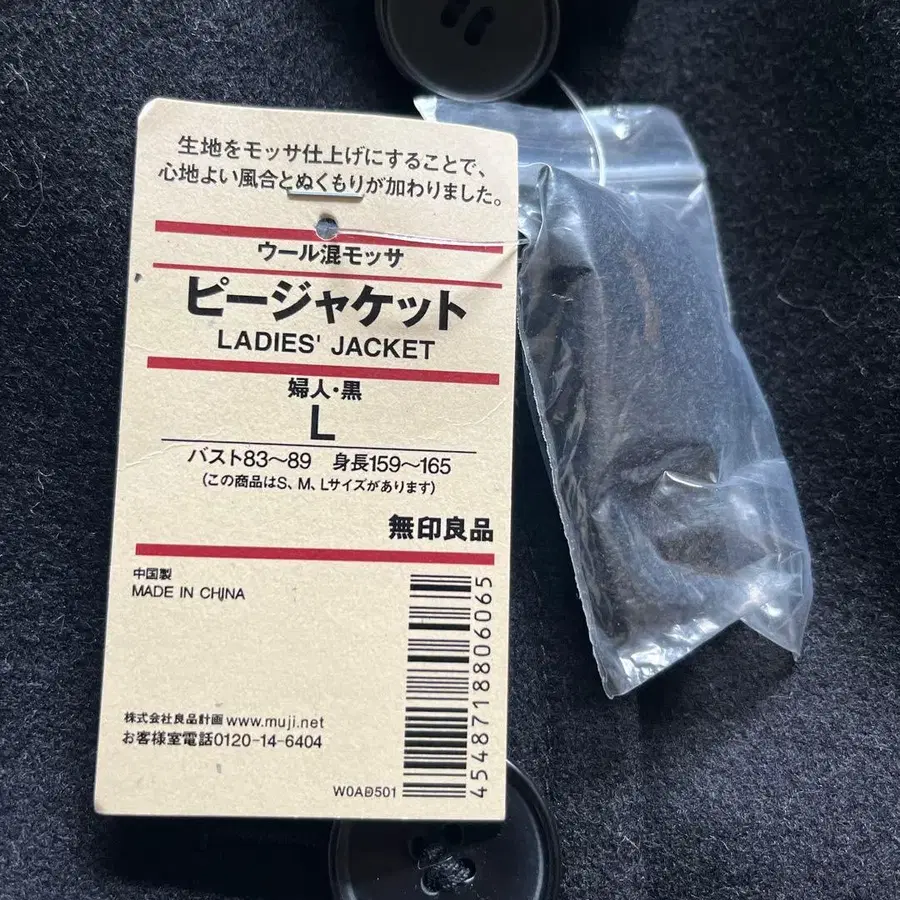 生地をモッサ仕上げにすることで、
心地よい風合とぬくもりが加わりました。
ウール混モッサ
ピージャケット
LADIES' JACKET
婦人・黒
L
バスト83〜89 身長159〜165
(この商品はS、M、Lサイズがあります)
無印良品
中国製
MADE IN CHINA
株式会社良品計画 www.muji.net
お客様室電話0120-14-6404
W0AD501
4548718806065